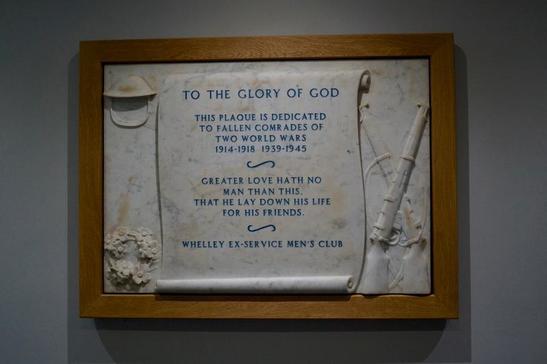 TO THE GLORY OF GOD
THIS PLAQUE IS DEDICATED
TO FALLEN COMRADES OF
TWO WORLD WARS
1914-1918 1939-1945
GREATER LOVE HATH NO
MAN THAN THIS,
THAT HE LAY DOWN HIS LIFE
FOR HIS FRIENDS.
WHELLEY EX-SERVICE MEN'S CLUB